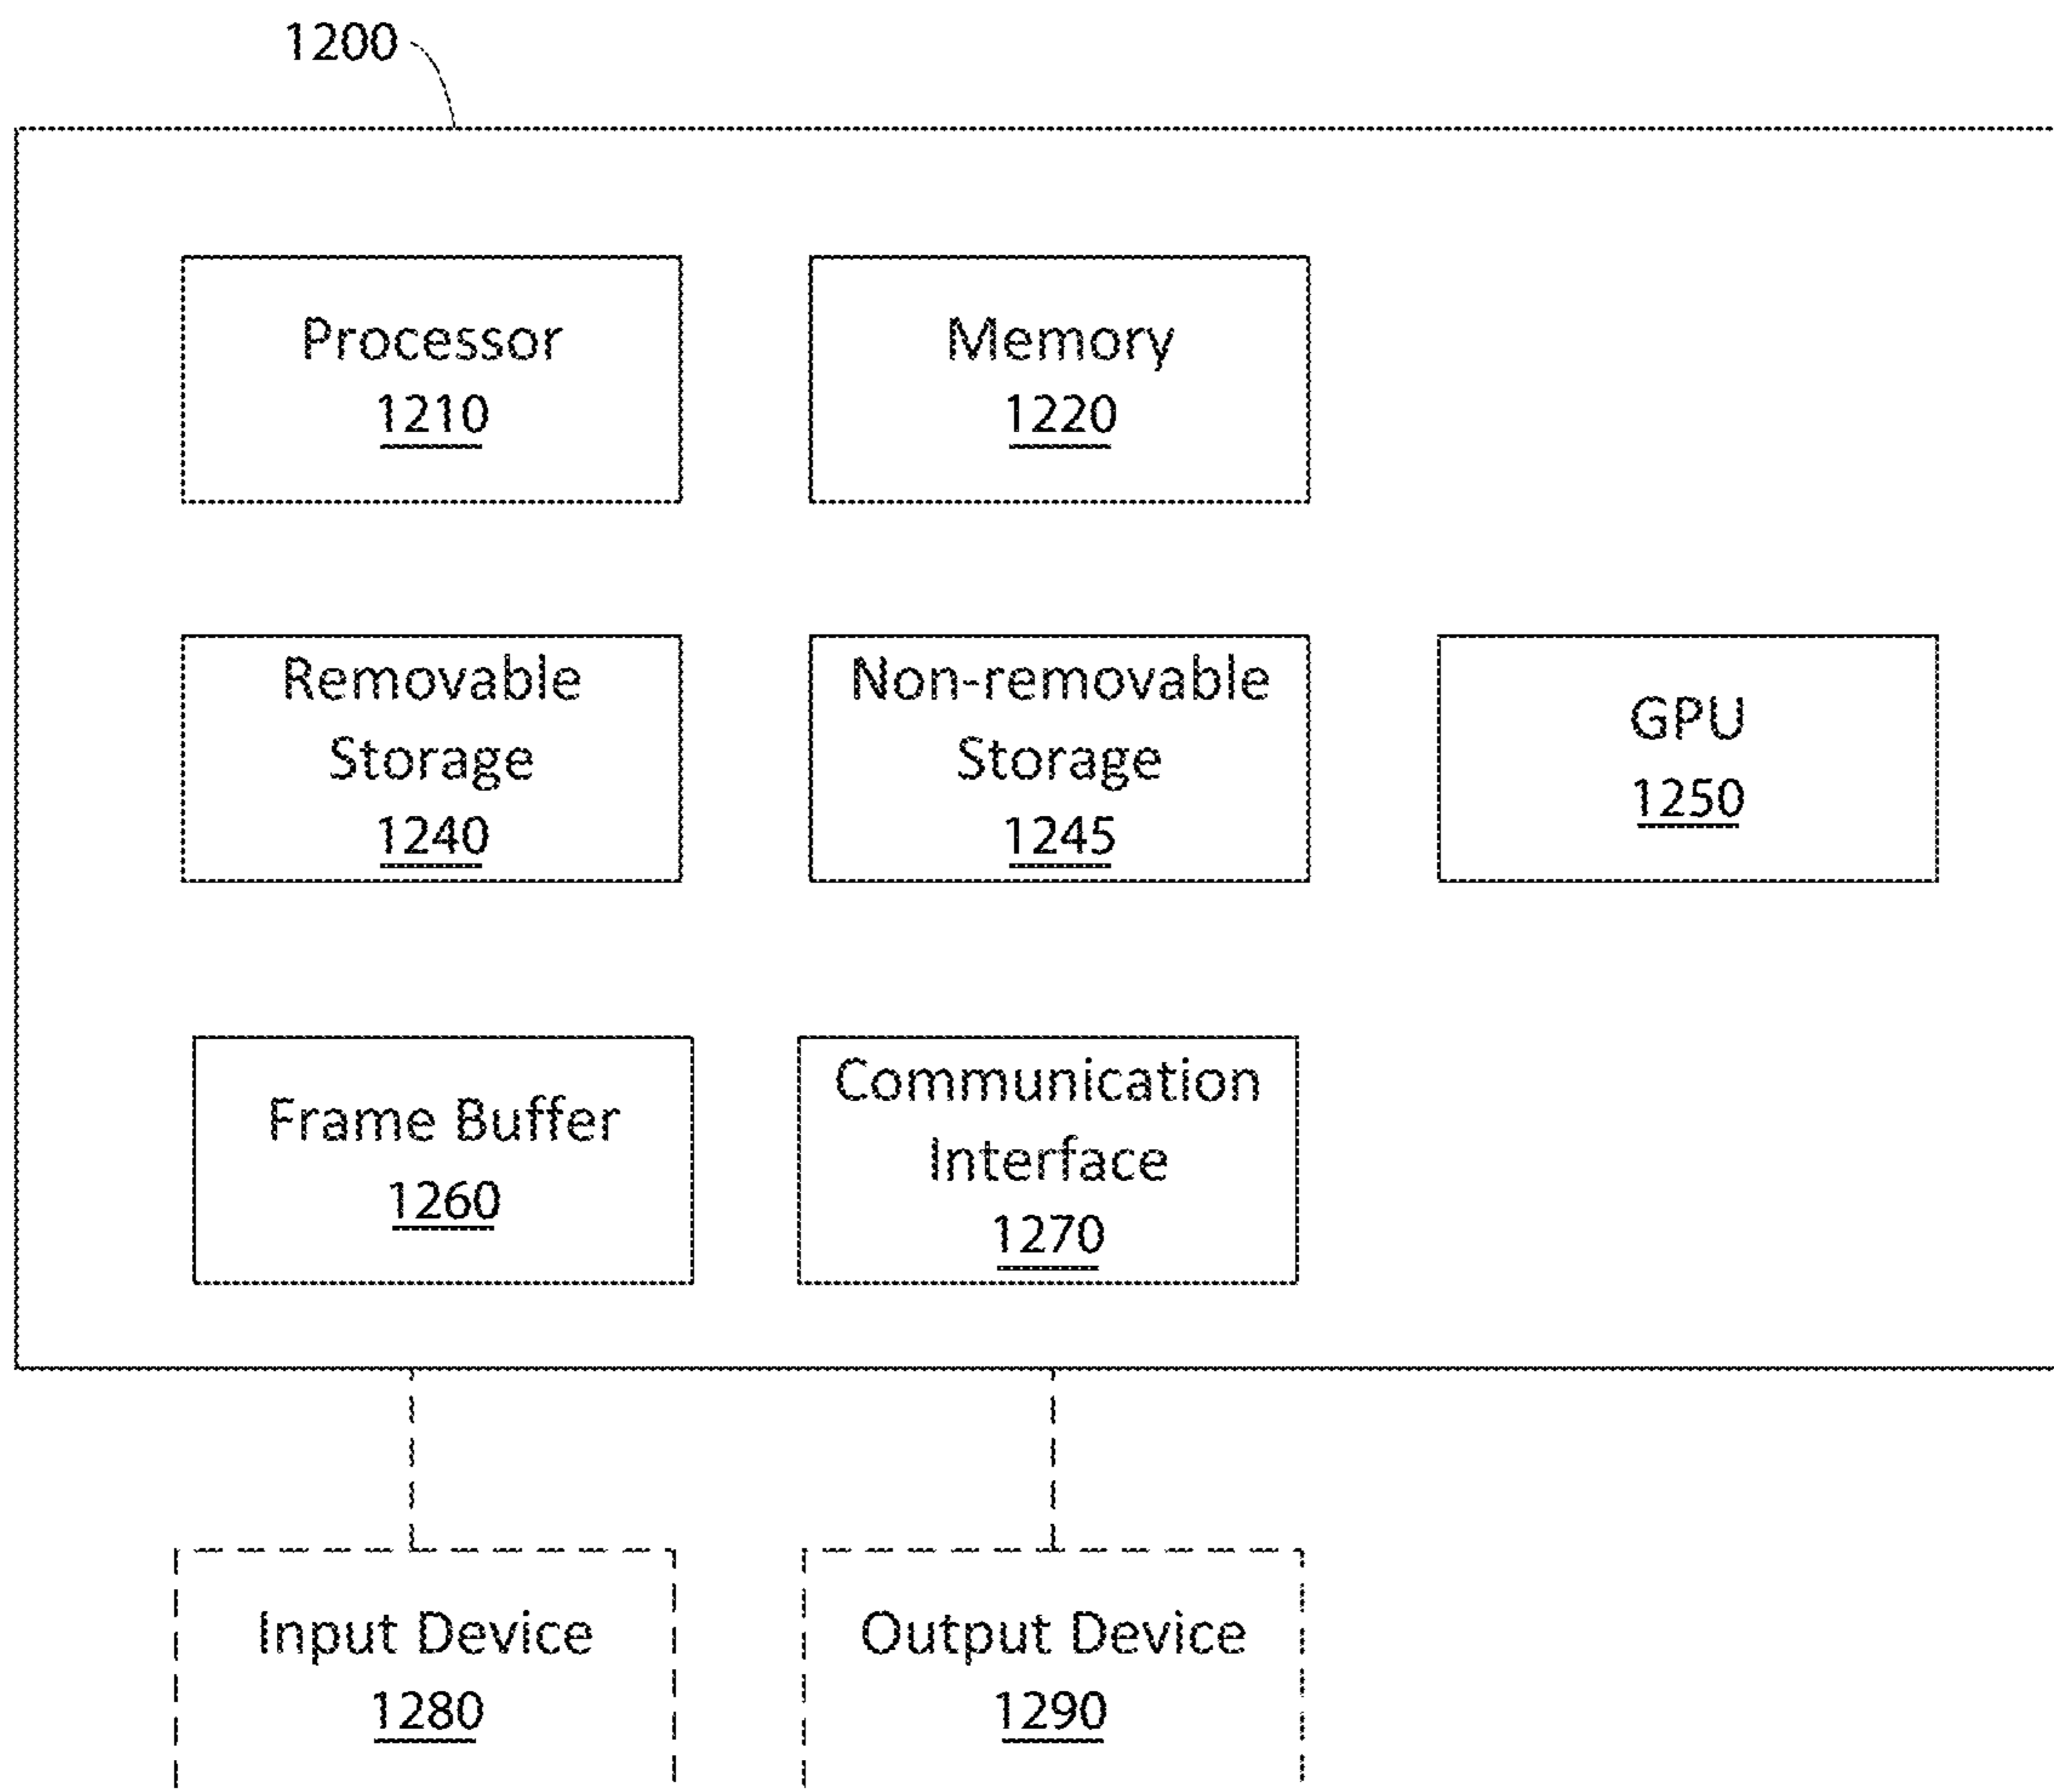 1200
Processor
1210
Memory
1220
Removable
Storage
1240
Non-removable
Storage
1245
GPU
1250
Frame Buffer
1260
Communication
Interface
1270
Input Device
1280
Output Device
1290